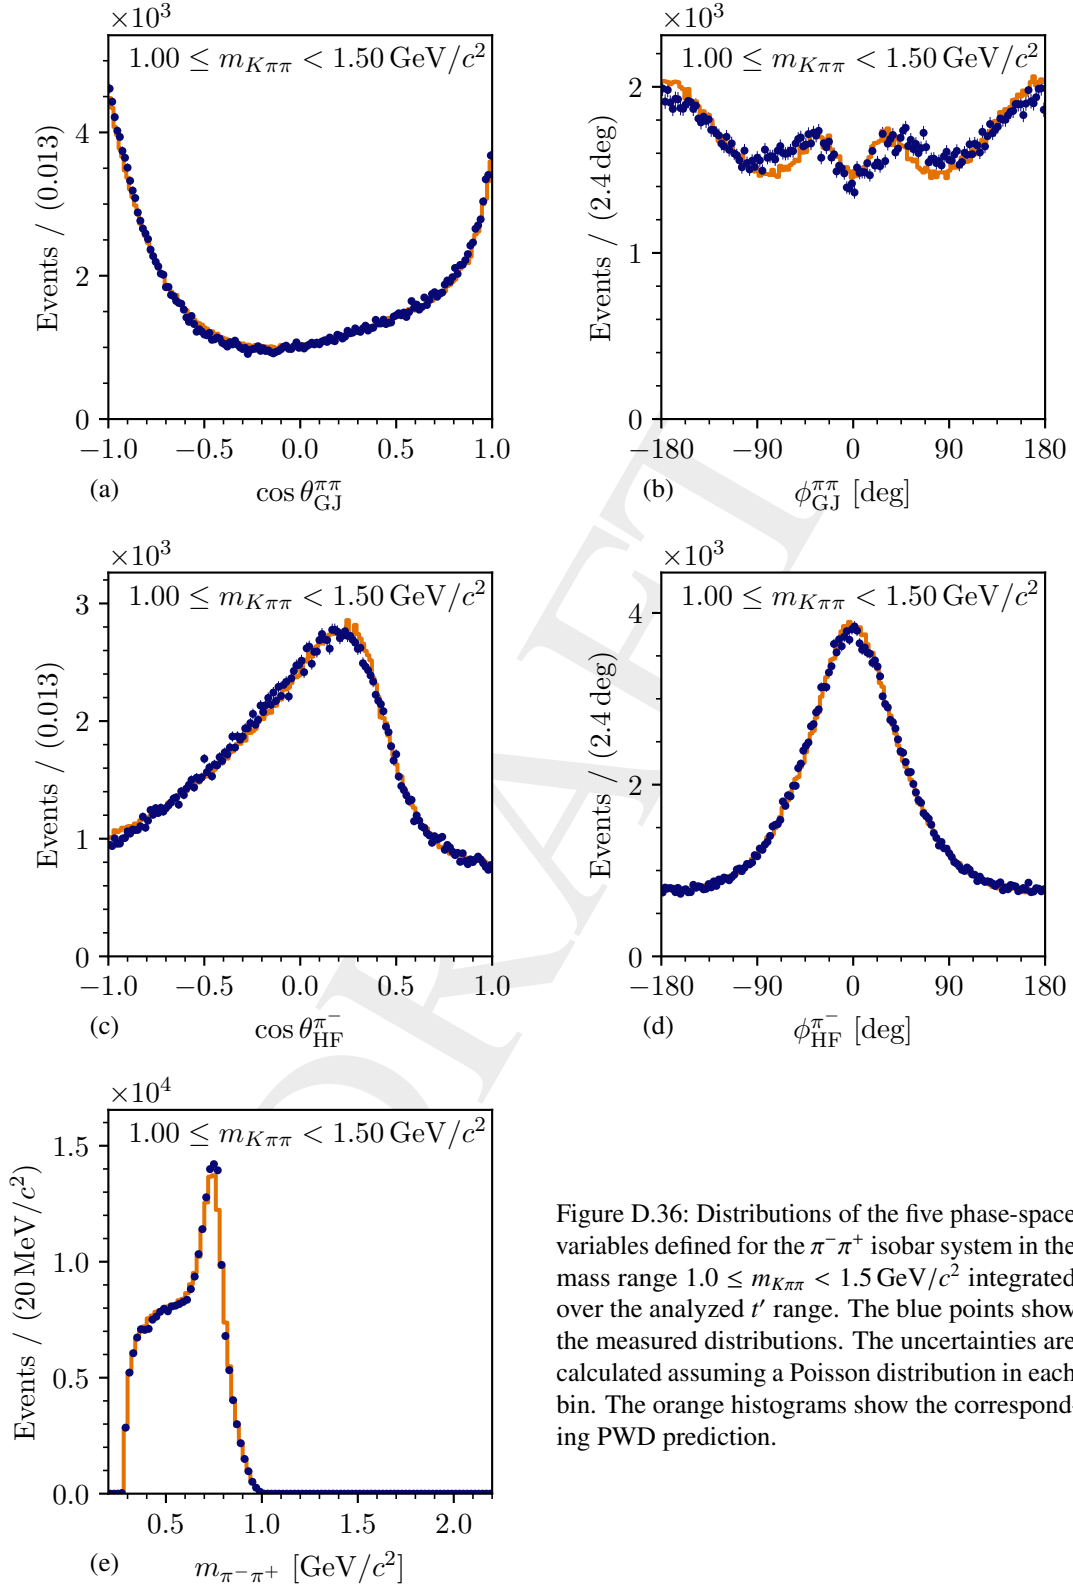 ×10³ ×10³
1.00 ≤ m_{Kππ} < 1.50 GeV/c² 1.00 ≤ m_{Kππ} < 1.50 GeV/c²
Events / (0.013) Events / (2.4 deg)
4 2
2 1
0 0
−1.0 −0.5 0.0 0.5 1.0 −180 −90 0 90 180
(a) cos θ_{GJ}^{ππ} (b) φ_{GJ}^{ππ} [deg]
×10³ ×10³
1.00 ≤ m_{Kππ} < 1.50 GeV/c² 1.00 ≤ m_{Kππ} < 1.50 GeV/c²
Events / (0.013) Events / (2.4 deg)
3 4
2 2
1
0 0
−1.0 −0.5 0.0 0.5 1.0 −180 −90 0 90 180
(c) cos θ_{HF}^{π⁻} (d) φ_{HF}^{π⁻} [deg]
×10⁴
1.00 ≤ m_{Kππ} < 1.50 GeV/c²
Events / (20 MeV/c²)
1.5
1.0
0.5
0.0
0.5 1.0 1.5 2.0
(e) m_{π⁻π⁺} [GeV/c²]
Figure D.36: Distributions of the five phase-space
variables defined for the π⁻π⁺ isobar system in the
mass range 1.0 ≤ m_{Kππ} < 1.5 GeV/c² integrated
over the analyzed t′ range. The blue points show
the measured distributions. The uncertainties are
calculated assuming a Poisson distribution in each
bin. The orange histograms show the correspond-
ing PWD prediction.
DRAFT